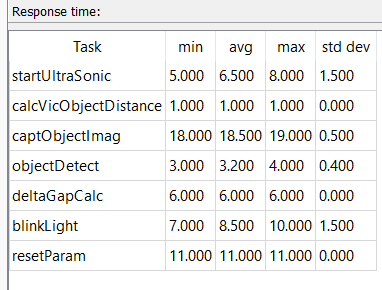 Response time:
Task min avg max std dev
startUltraSonic 5.000 6.500 8.000 1.500
calcVicObjectDistance 1.000 1.000 1.000 0.000
captObjectImag 18.000 18.500 19.000 0.500
objectDetect 3.000 3.200 4.000 0.400
deltaGapCalc 6.000 6.000 6.000 0.000
blinkLight 7.000 8.500 10.000 1.500
resetParam 11.000 11.000 11.000 0.000